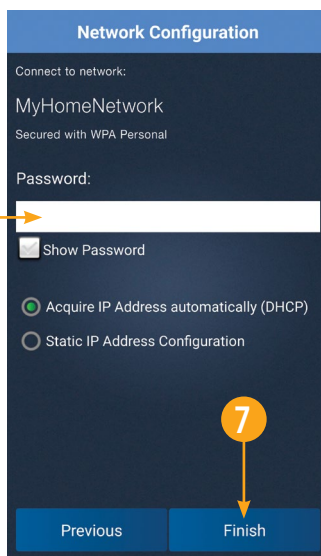 Network Configuration
Connect to network:
MyHomeNetwork
Secured with WPA Personal
Password:
Show Password
Acquire IP Address automatically (DHCP)
Static IP Address Configuration
7
Previous Finish